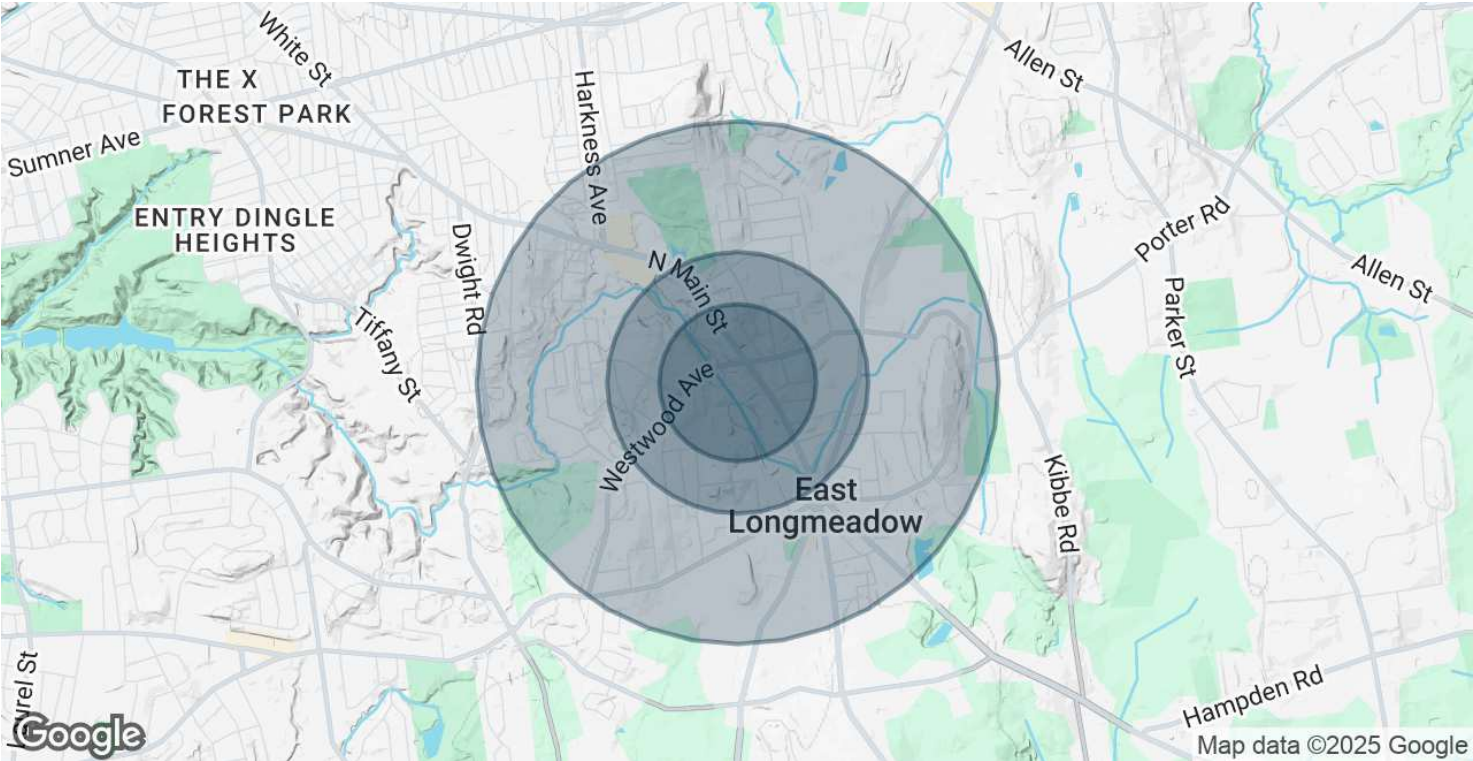 White St
THE X
FOREST PARK
Sumner Ave
Harkness Ave
Allen St
ENTRY DINGLE
HEIGHTS
Dwight Rd
N Main St
Porter Rd
Allen St
Tiffany St
Parker St
Westwood Ave
East
Longmeadow
Kibbe Rd
Laurel St
Hampden Rd
Google
Map data ©2025 Google